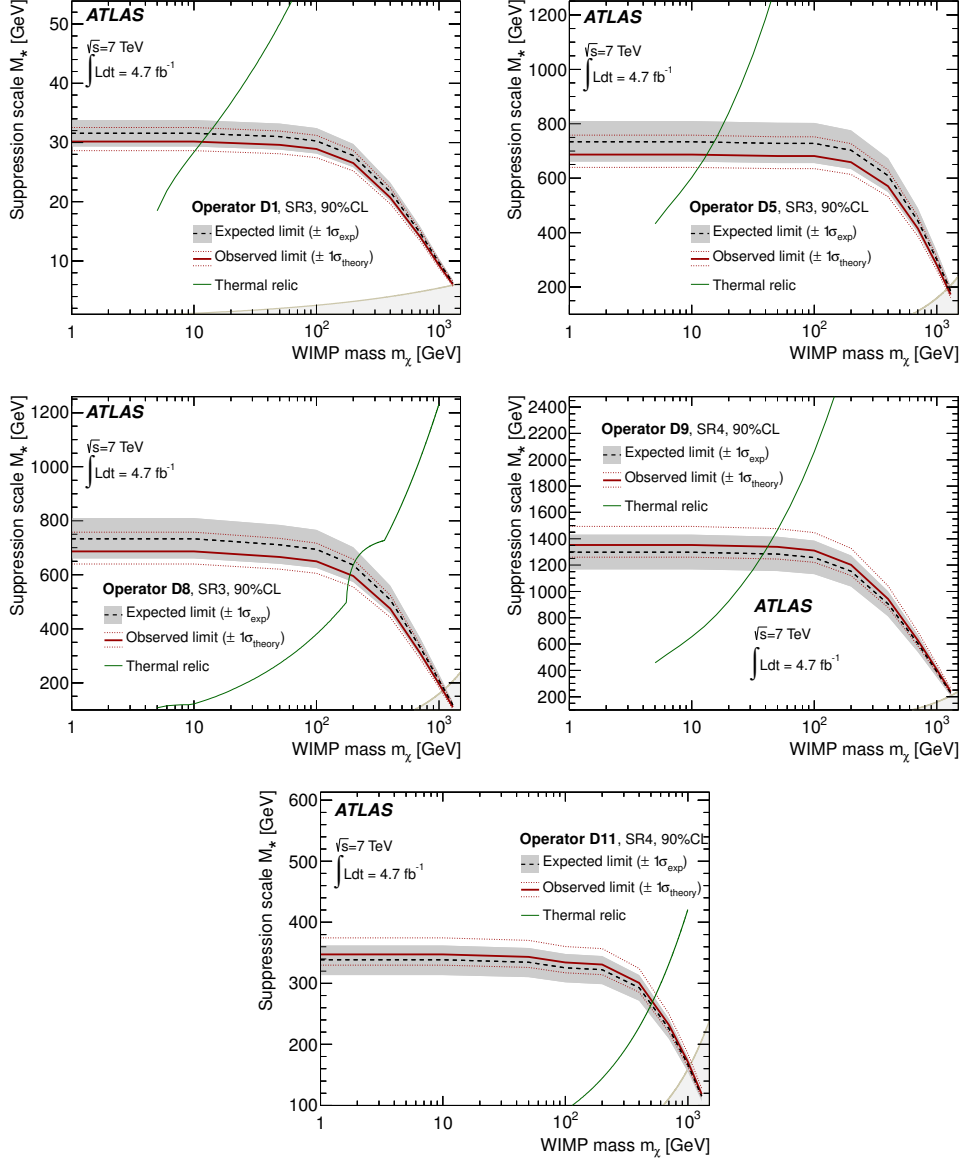 Suppression scale M* [GeV]
50
40
30
20
10
ATLAS
√s=7 TeV
∫Ldt = 4.7 fb⁻¹
Operator D1, SR3, 90%CL
Expected limit (± 1σexp)
Observed limit (± 1σtheory)
Thermal relic
1 10 10² 10³
WIMP mass mχ [GeV]
Suppression scale M* [GeV]
1200
1000
800
600
400
200
ATLAS
√s=7 TeV
∫Ldt = 4.7 fb⁻¹
Operator D5, SR3, 90%CL
Expected limit (± 1σexp)
Observed limit (± 1σtheory)
Thermal relic
1 10 10² 10³
WIMP mass mχ [GeV]
Suppression scale M* [GeV]
1200
1000
800
600
400
200
ATLAS
√s=7 TeV
∫Ldt = 4.7 fb⁻¹
Operator D8, SR3, 90%CL
Expected limit (± 1σexp)
Observed limit (± 1σtheory)
Thermal relic
1 10 10² 10³
WIMP mass mχ [GeV]
Suppression scale M* [GeV]
2400
2200
2000
1800
1600
1400
1200
1000
800
600
400
200
Operator D9, SR4, 90%CL
Expected limit (± 1σexp)
Observed limit (± 1σtheory)
Thermal relic
ATLAS
√s=7 TeV
∫Ldt = 4.7 fb⁻¹
1 10 10² 10³
WIMP mass mχ [GeV]
Suppression scale M* [GeV]
600
500
400
300
200
100
ATLAS
√s=7 TeV
∫Ldt = 4.7 fb⁻¹
Operator D11, SR4, 90%CL
Expected limit (± 1σexp)
Observed limit (± 1σtheory)
Thermal relic
1 10 10² 10³
WIMP mass mχ [GeV]